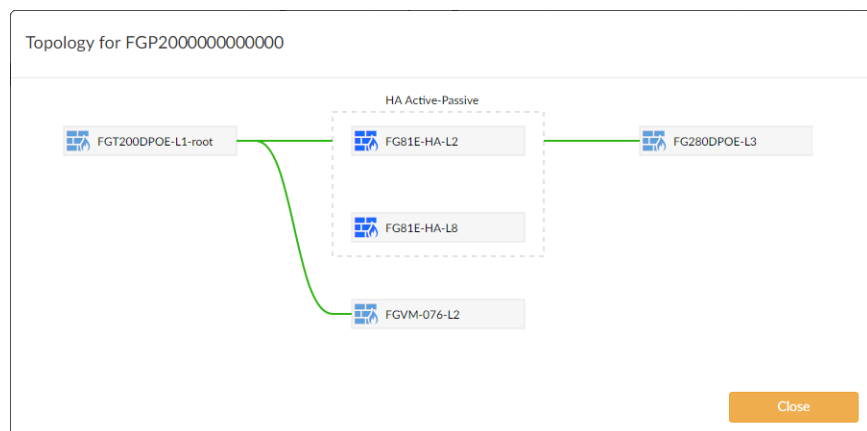 Topology for FGP2000000000000
HA Active-Passive
FGT200DPOE-L1-root
FG81E-HA-L2
FG280DPOE-L3
FG81E-HA-L8
FGVM-076-L2
Close